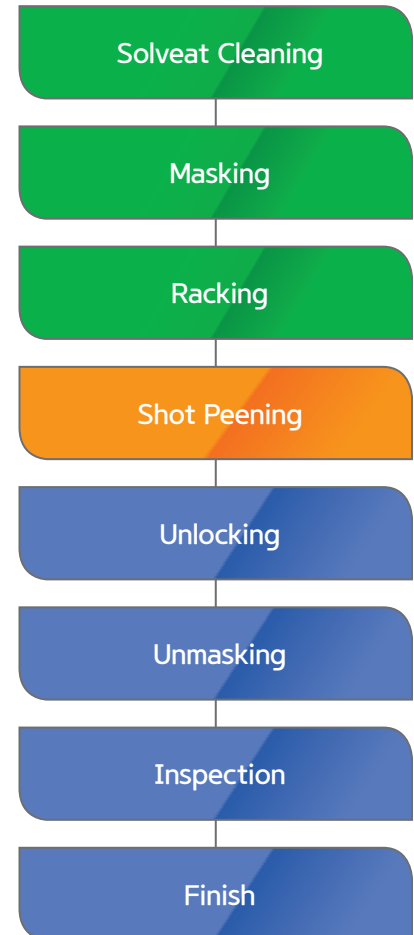 Solveat Cleaning
Masking
Racking
Shot Peening
Unlocking
Unmasking
Inspection
Finish